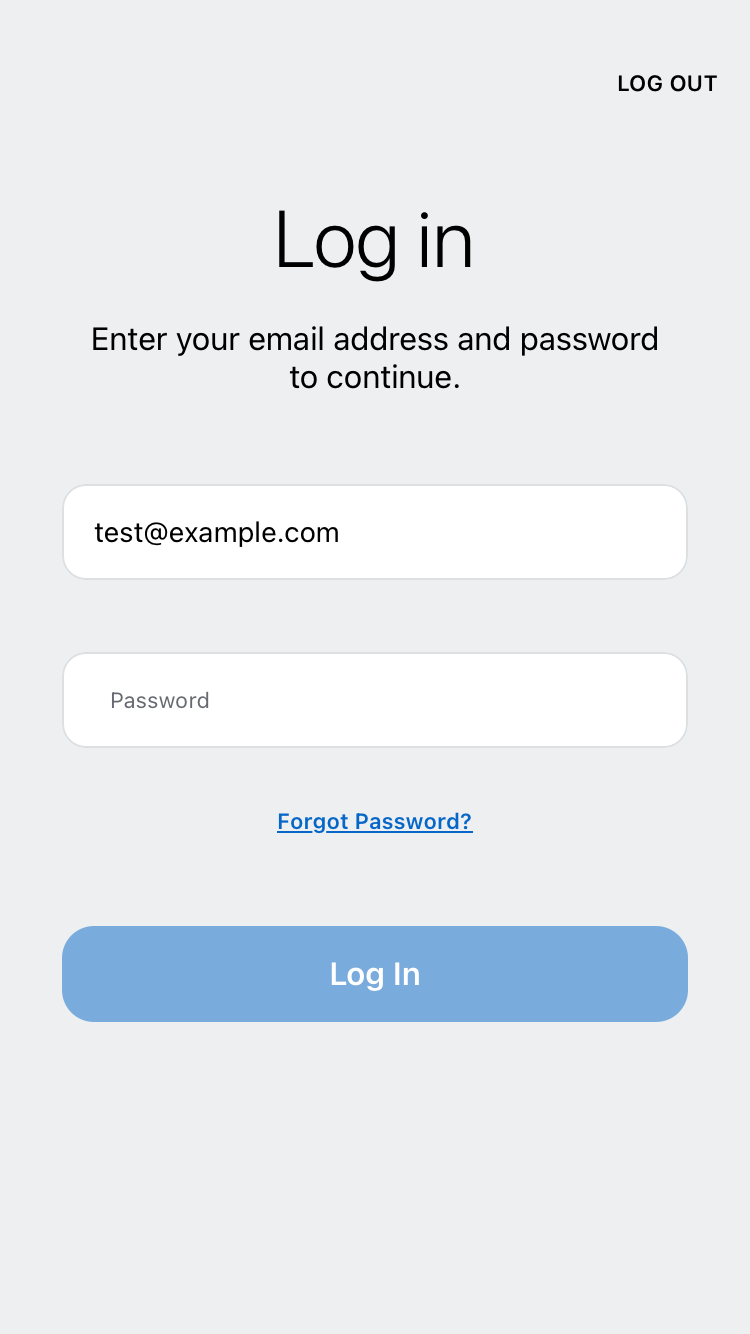 LOG OUT
Log in
Enter your email address and password
to continue.
test@example.com
Password
Forgot Password?
Log In